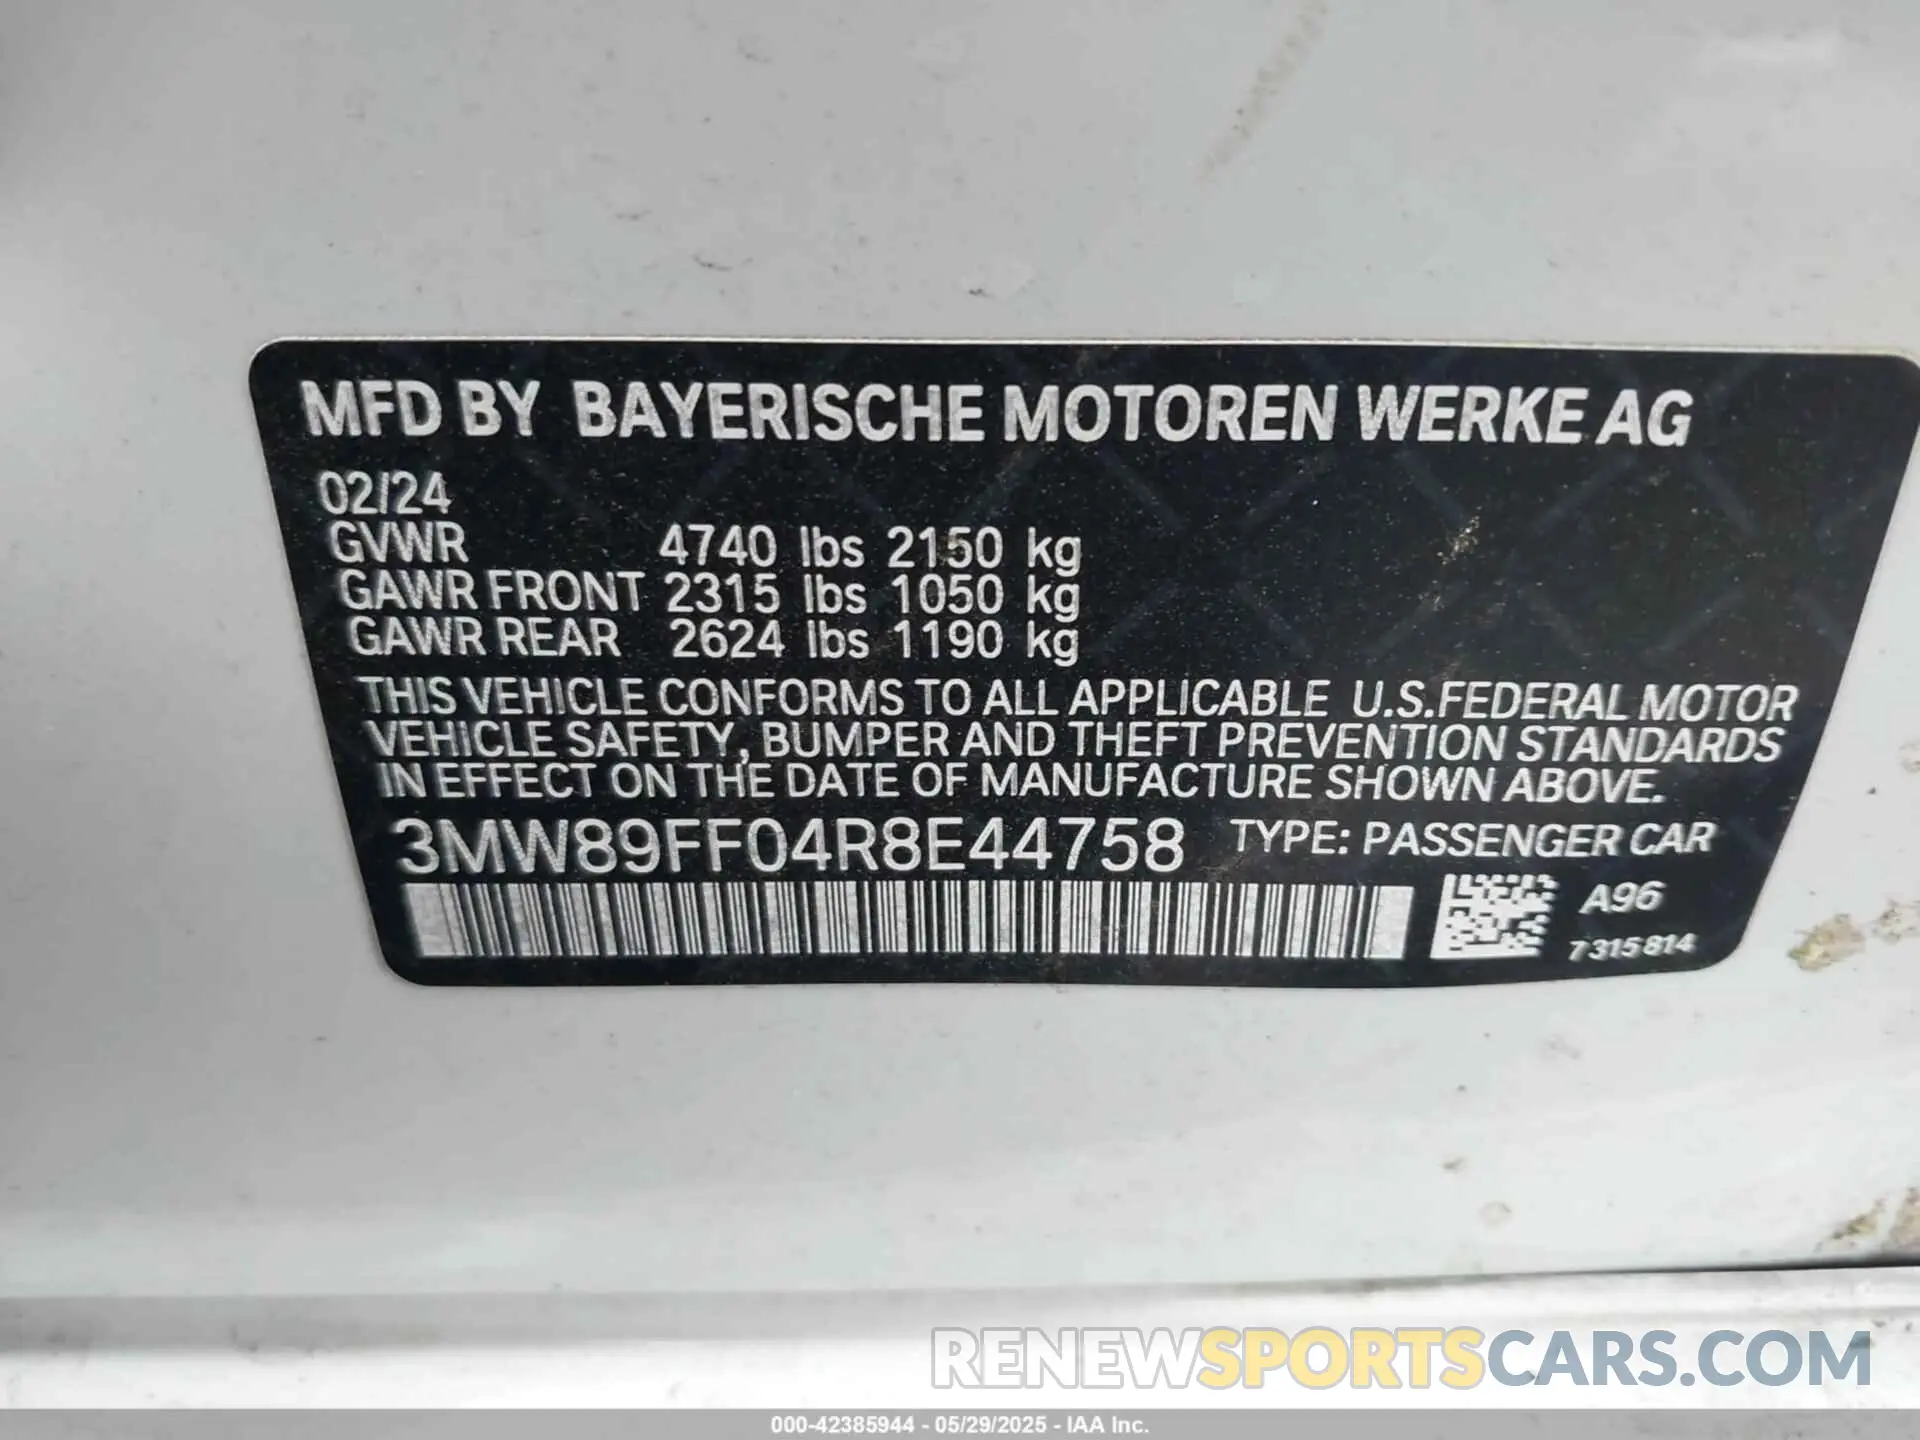 MFD BY BAYERISCHE MOTOREN WERKE AG
02/24
GVWR 4740 lbs 2150 kg
GAWR FRONT 2315 lbs 1050 kg
GAWR REAR 2624 lbs 1190 kg
THIS VEHICLE CONFORMS TO ALL APPLICABLE U.S.FEDERAL MOTOR
VEHICLE SAFETY, BUMPER AND THEFT PREVENTION STANDARDS
IN EFFECT ON THE DATE OF MANUFACTURE SHOWN ABOVE.
3MW89FF04R8E44758 TYPE: PASSENGER CAR
A96
7315814
RENEWSPORTSCARS.COM
000-42385944 - 05/29/2025 - IAA Inc.